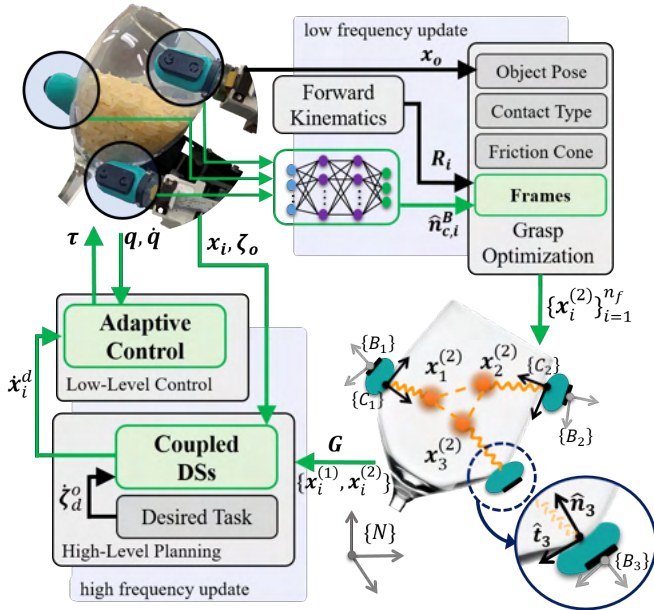 low frequency update
x_o
Object Pose
Forward
Kinematics
Contact Type
R_i
Friction Cone
Frames
n̂^B_{c,i}
Grasp
Optimization
τ
q, q̇
x_i, ζ_o
{x_i^{(2)}}_{i=1}^{n_f}
Adaptive
Control
Low-Level Control
ẋ_i^d
{B_1}
{C_1}
x_1^{(2)}
x_2^{(2)}
{C_2}
{B_2}
x_3^{(2)}
Coupled
DSs
G
{x_i^{(1)}, x_i^{(2)}}
ζ̇_d^o
Desired Task
High-Level Planning
high frequency update
{N}
n̂_3
t̂_3
{B_3}